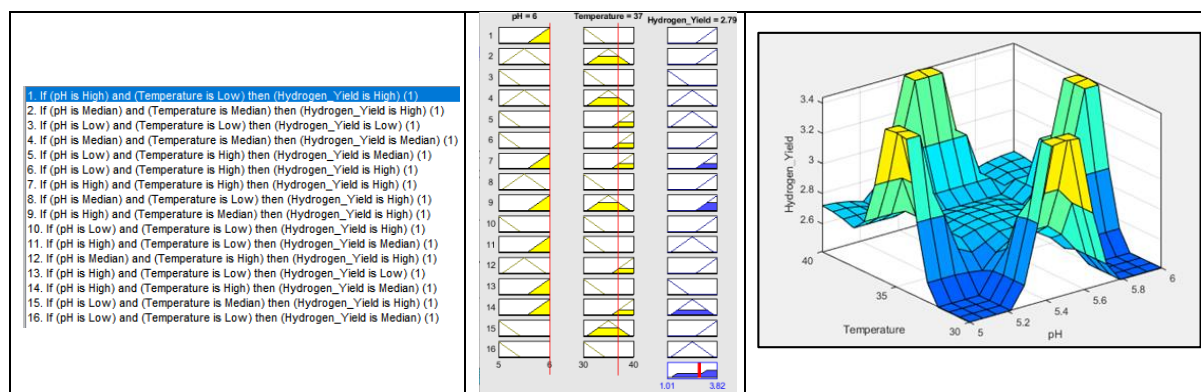 1. If (pH is High) and (Temperature is Low) then (Hydrogen_Yield is High) (1)
2. If (pH is Median) and (Temperature is Median) then (Hydrogen_Yield is High) (1)
3. If (pH is Low) and (Temperature is Low) then (Hydrogen_Yield is Low) (1)
4. If (pH is Median) and (Temperature is Median) then (Hydrogen_Yield is Median) (1)
5. If (pH is Low) and (Temperature is High) then (Hydrogen_Yield is Median) (1)
6. If (pH is Low) and (Temperature is High) then (Hydrogen_Yield is High) (1)
7. If (pH is High) and (Temperature is High) then (Hydrogen_Yield is High) (1)
8. If (pH is Median) and (Temperature is Low) then (Hydrogen_Yield is High) (1)
9. If (pH is High) and (Temperature is Median) then (Hydrogen_Yield is High) (1)
10. If (pH is Low) and (Temperature is Low) then (Hydrogen_Yield is High) (1)
11. If (pH is High) and (Temperature is Low) then (Hydrogen_Yield is Median) (1)
12. If (pH is Median) and (Temperature is High) then (Hydrogen_Yield is High) (1)
13. If (pH is High) and (Temperature is Low) then (Hydrogen_Yield is Low) (1)
14. If (pH is High) and (Temperature is High) then (Hydrogen_Yield is Median) (1)
15. If (pH is Low) and (Temperature is Median) then (Hydrogen_Yield is High) (1)
16. If (pH is Low) and (Temperature is Low) then (Hydrogen_Yield is Median) (1)
pH = 6 Temperature = 37 Hydrogen_Yield = 2.79
1
2
3
4
5
6
7
8
9
10
11
12
13
14
15
16
5 6 30 40
1.01 3.82
3.4
3.2
3
2.8
2.6
Hydrogen_Yield
40
35
30
Temperature
5
5.2
5.4
5.6
5.8
6
pH